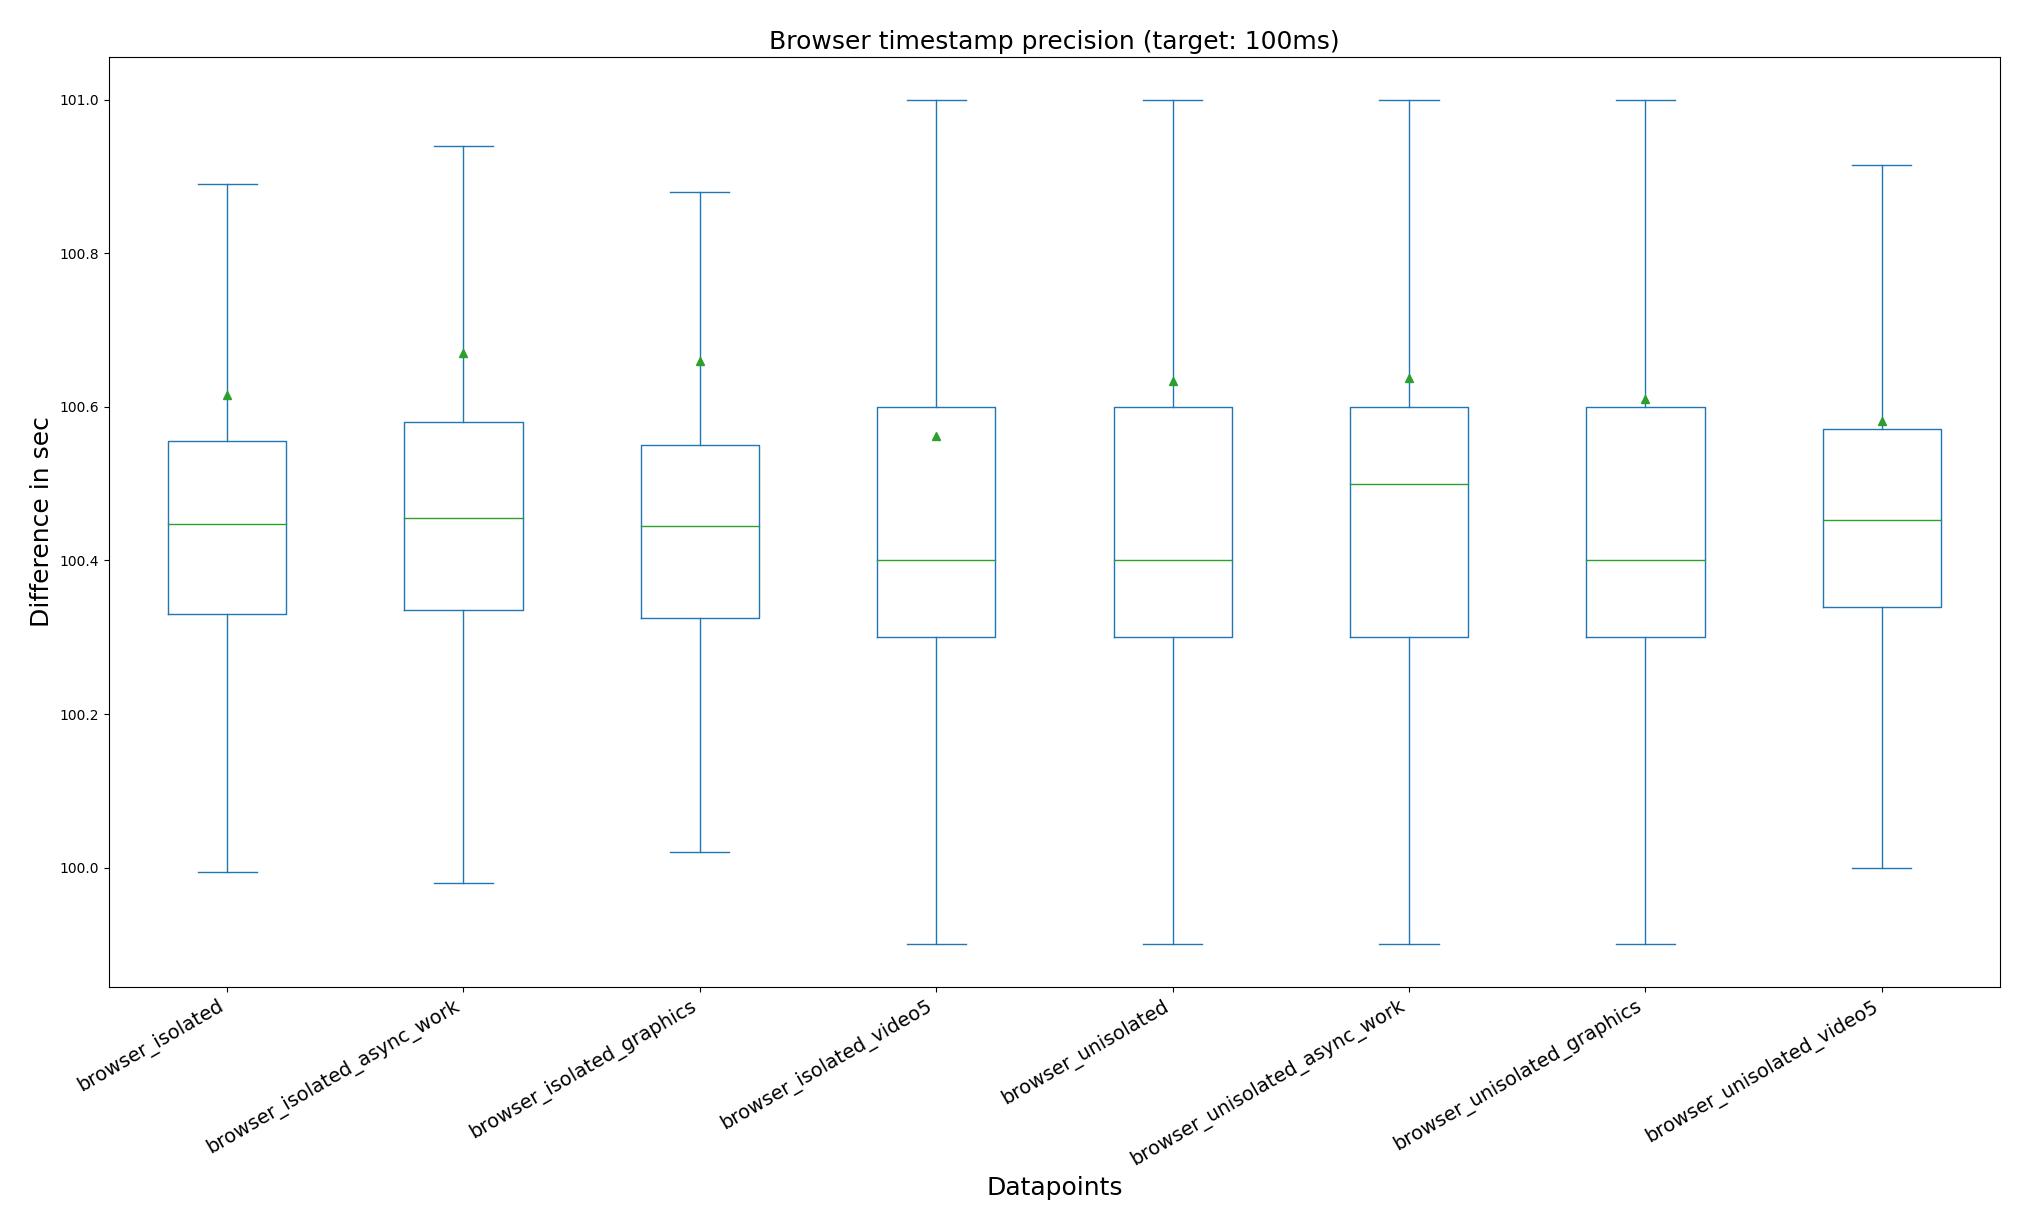 Browser timestamp precision (target: 100ms)
Difference in sec
101.0
100.8
100.6
100.4
100.2
100.0
browser_isolated
browser_isolated_async_work
browser_isolated_graphics
browser_isolated_video5
browser_unisolated
browser_unisolated_async_work
browser_unisolated_graphics
browser_unisolated_video5
Datapoints